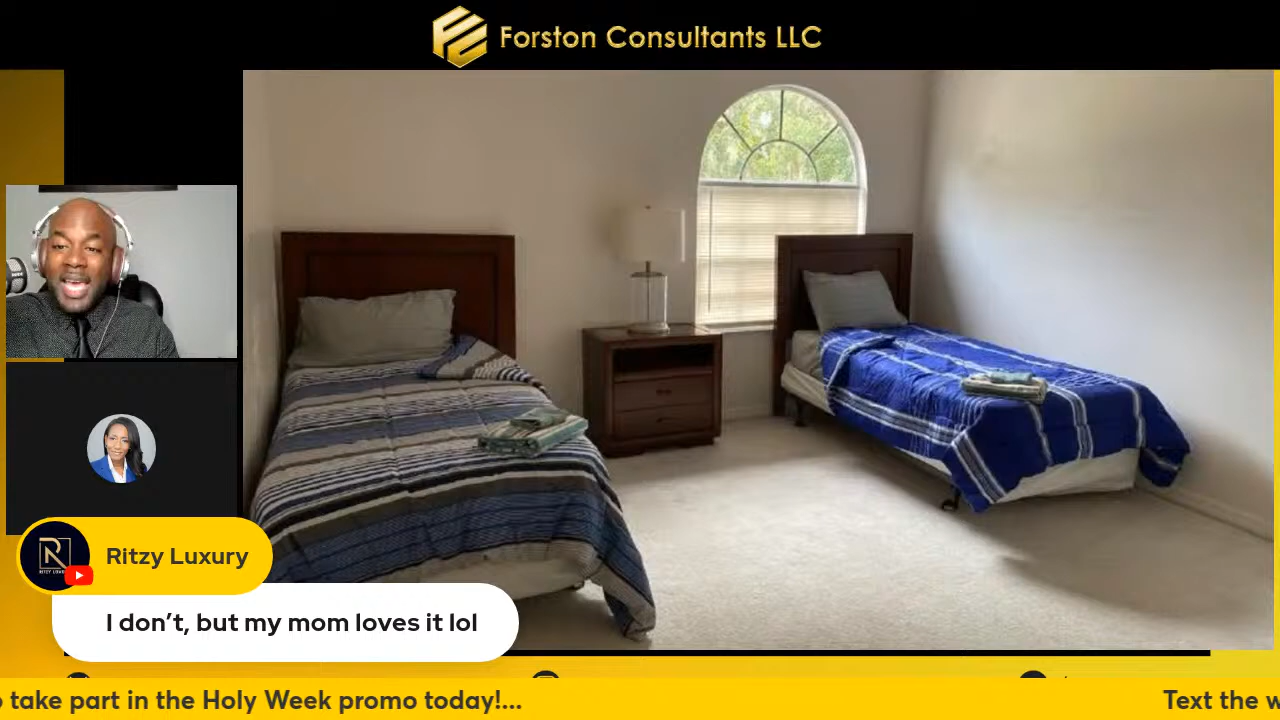 Forston Consultants LLC
Ritzy Luxury
I don't, but my mom loves it lol
take part in the Holy Week promo today!...
Text the w